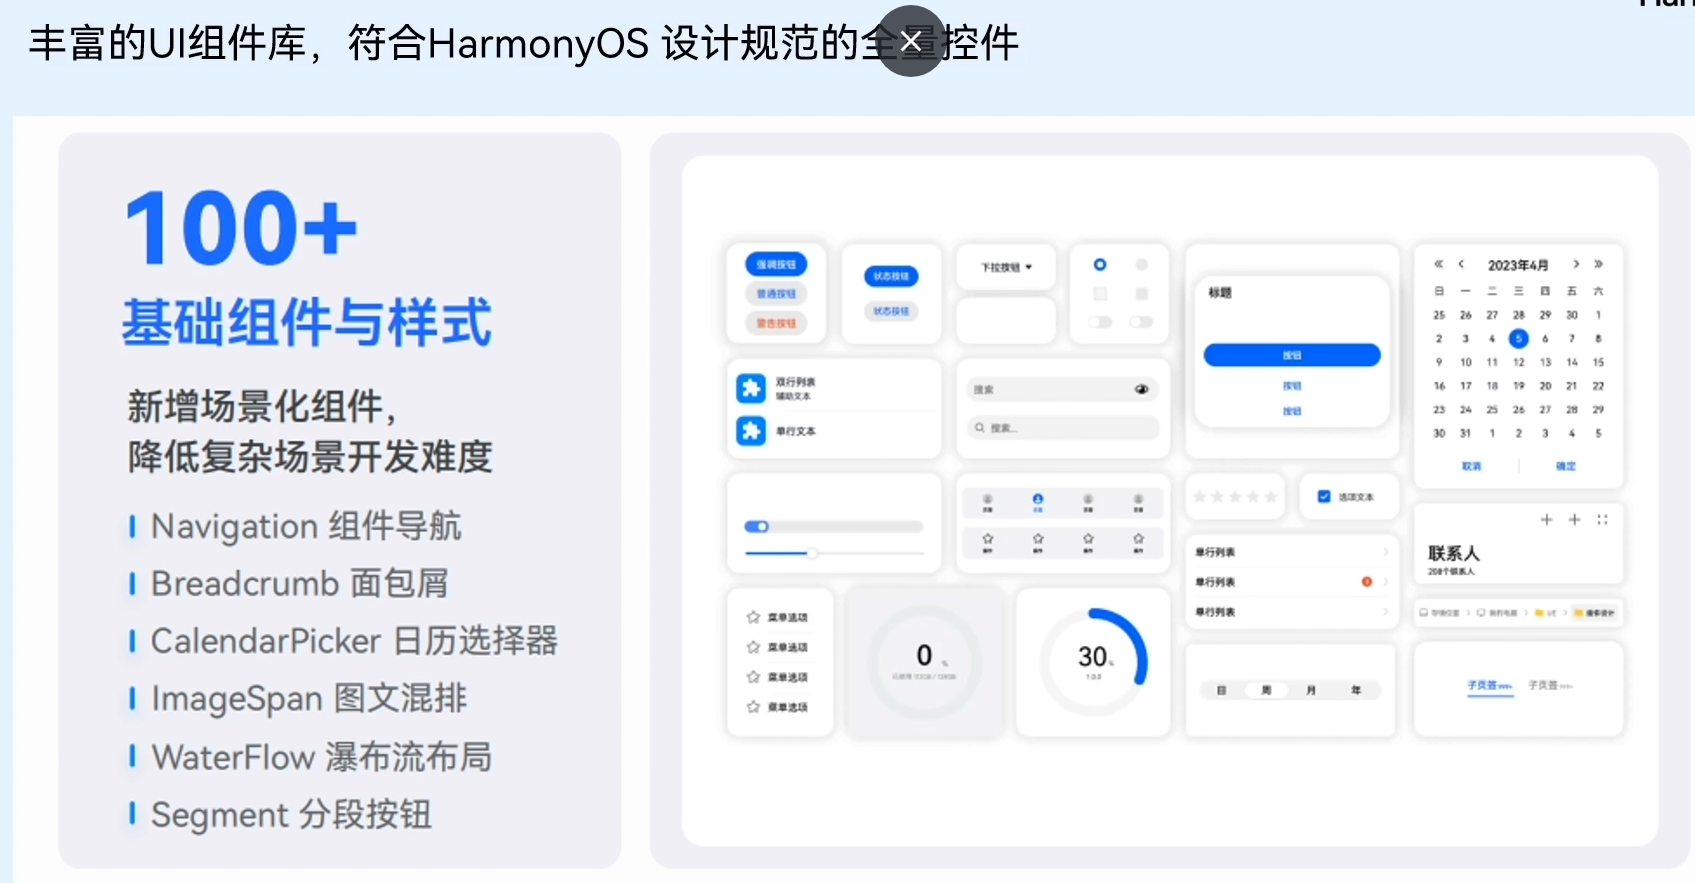 丰富的UI组件库，符合HarmonyOS 设计规范的全量控件
100+
基础组件与样式
新增场景化组件，
降低复杂场景开发难度
Navigation 组件导航
Breadcrumb 面包屑
CalendarPicker 日历选择器
ImageSpan 图文混排
WaterFlow 瀑布流布局
Segment 分段按钮
强调按钮
普通按钮
警告按钮
状态按钮
状态按钮
下拉按钮
双行列表
辅助文本
单行文本
搜索
搜索...
标题
按钮
按钮
按钮
2023年4月
日 一 二 三 四 五 六
25 26 27 28 29 30 1
2 3 4 5 6 7 8
9 10 11 12 13 14 15
16 17 18 19 20 21 22
23 24 25 26 27 28 29
30 31 1 2 3 4 5
取消 确定
选项文本
单行列表
单行列表
单行列表
联系人
208个联系人
菜单选项
菜单选项
菜单选项
菜单选项
0 %
30 %
1.0.0
日 周 月 年
子页签 子页签